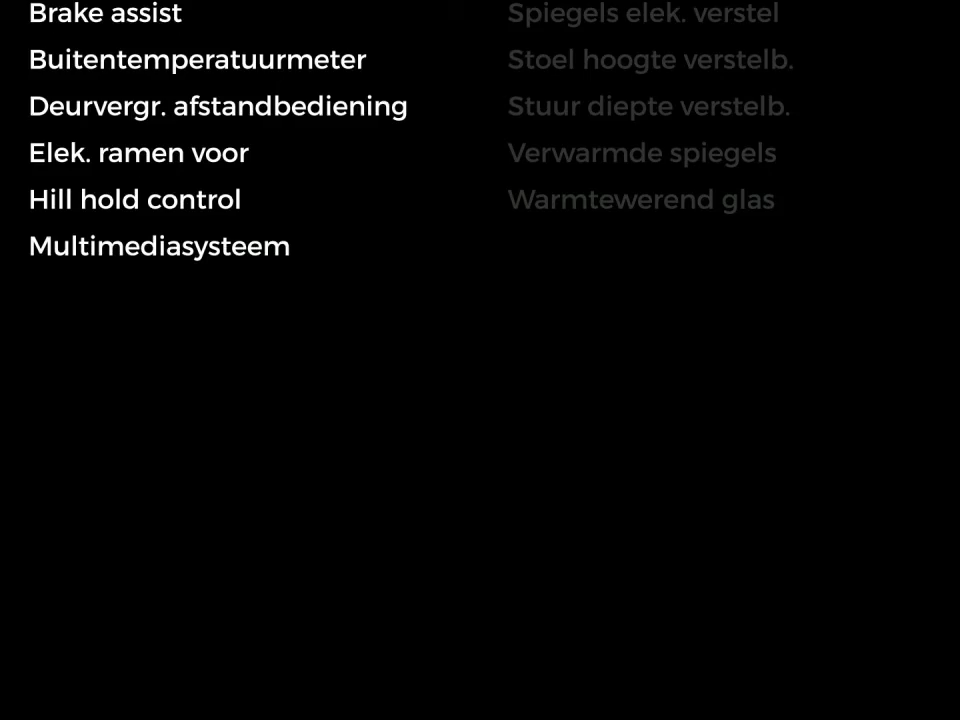 Brake assist
Buitentemperatuurmeter
Deurvergr. afstandbediening
Elek. ramen voor
Hill hold control
Multimediasysteem
Spiegels elek. verstel
Stoel hoogte verstelb.
Stuur diepte verstelb.
Verwarmde spiegels
Warmtewerend glas